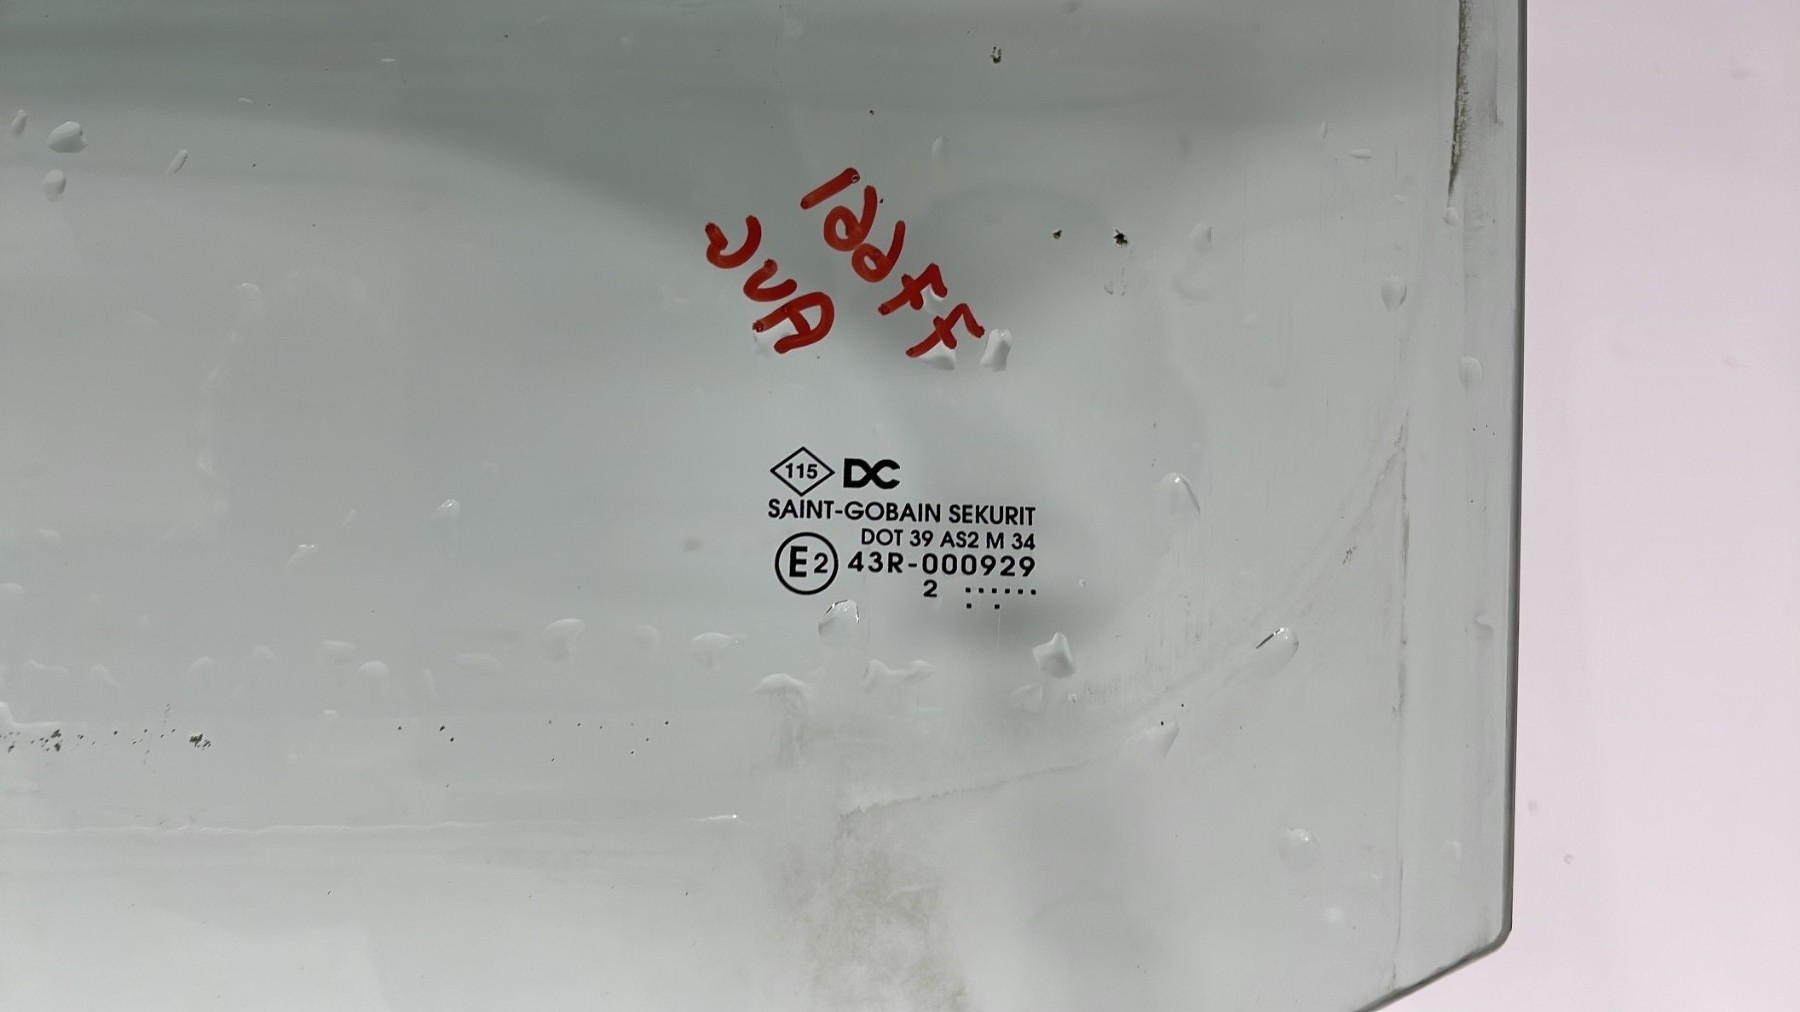 115 DC
SAINT-GOBAIN SEKURIT
DOT 39 AS2 M 34
E2 43R-000929
2 ......
. .